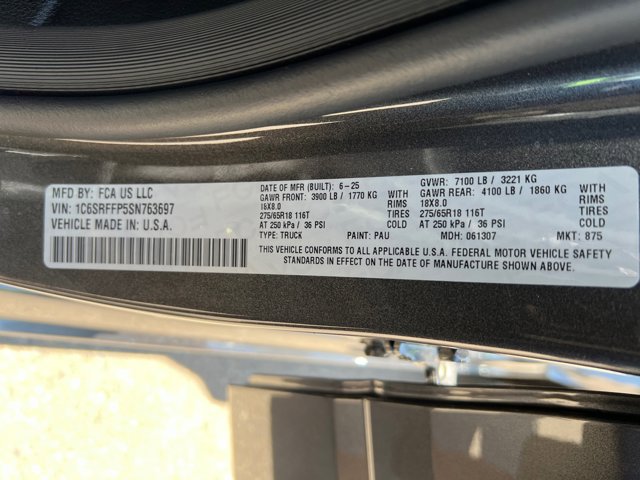 MFD BY: FCA US LLC
VIN: 1C6SRFFP5SN763697
VEHICLE MADE IN: U.S.A.
DATE OF MFR (BUILT): 6-25 GVWR: 7100 LB / 3221 KG
GAWR FRONT: 3900 LB / 1770 KG GAWR REAR: 4100 LB / 1860 KG
18X8.0 RIMS 18X8.0 RIMS
275/65R18 116T TIRES 275/65R18 116T TIRES
AT 250 kPa / 36 PSI COLD AT 250 kPa / 36 PSI COLD
TYPE: TRUCK PAINT: PAU MDH: 061307 MKT: 875
THIS VEHICLE CONFORMS TO ALL APPLICABLE U.S.A. FEDERAL MOTOR VEHICLE SAFETY
STANDARDS IN EFFECT ON THE DATE OF MANUFACTURE SHOWN ABOVE.